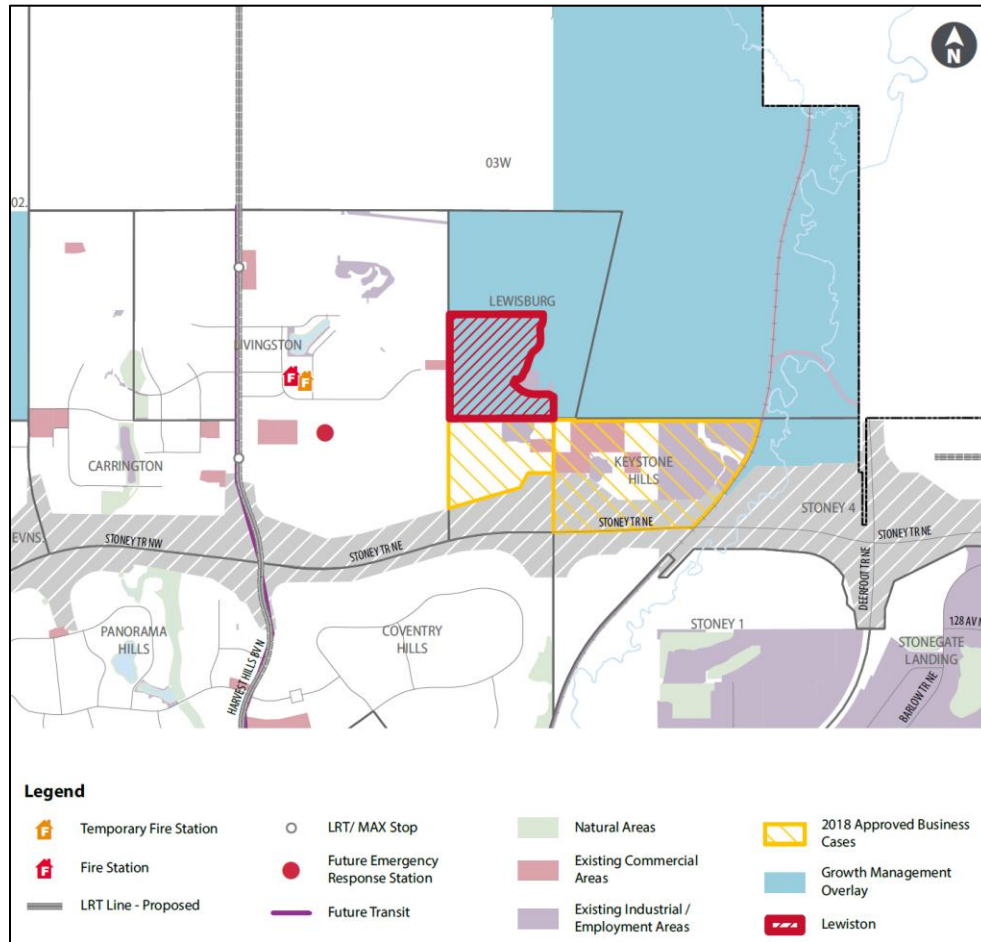 N
03W
02.
LEWISBURG
LIVINGSTON
F
F
CARRINGTON
KEYSTONE
HILLS
EVNS.
STONEY TR NW
STONEY TR NE
STONEY TR NE
STONEY 4
STONEY TR NE
DEERFOOT TR NE
PANORAMA
HILLS
HARVEST HILLS BV N
COVENTRY
HILLS
STONEY 1
128 AV N
STONEGATE
LANDING
BARLOW TR NE
Legend
F Temporary Fire Station
F Fire Station
LRT Line - Proposed
LRT/ MAX Stop
Future Emergency
Response Station
Future Transit
Natural Areas
Existing Commercial
Areas
Existing Industrial /
Employment Areas
2018 Approved Business
Cases
Growth Management
Overlay
Lewiston